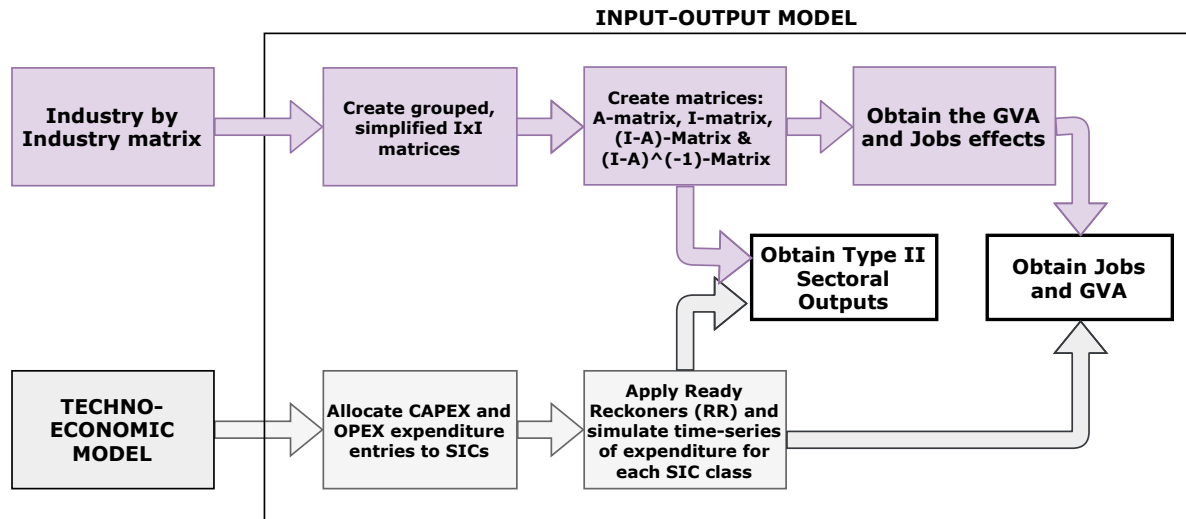 INPUT-OUTPUT MODEL
Industry by
Industry matrix
Create grouped,
simplified IxI
matrices
Create matrices:
A-matrix, I-matrix,
(I-A)-Matrix &
(I-A)^(-1)-Matrix
Obtain the GVA
and Jobs effects
Obtain Type II
Sectoral
Outputs
Obtain Jobs
and GVA
TECHNO-
ECONOMIC
MODEL
Allocate CAPEX and
OPEX expenditure
entries to SICs
Apply Ready
Reckoners (RR) and
simulate time-series
of expenditure for
each SIC class